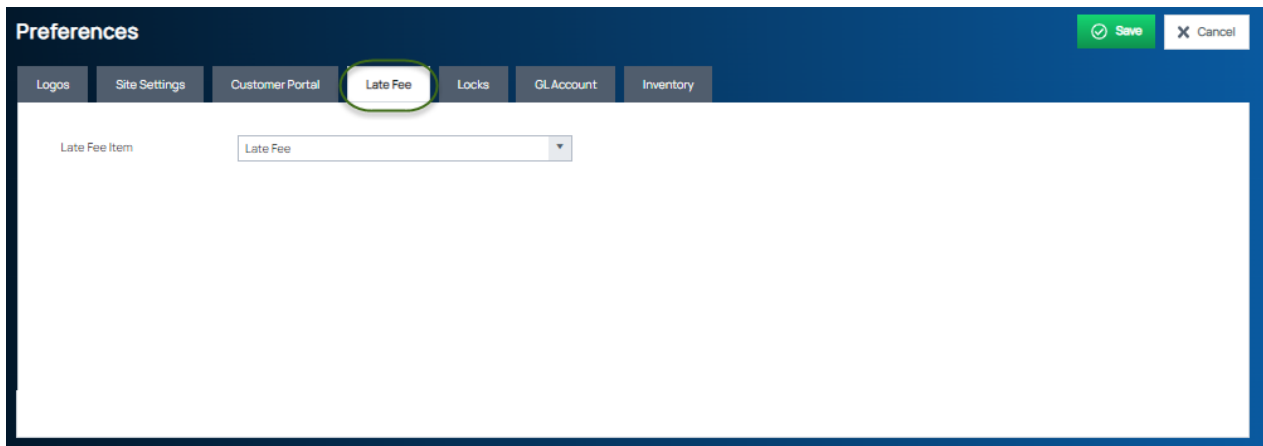 Preferences
Save
Cancel
Logos
Site Settings
Customer Portal
Late Fee
Locks
GL Account
Inventory
Late Fee Item
Late Fee